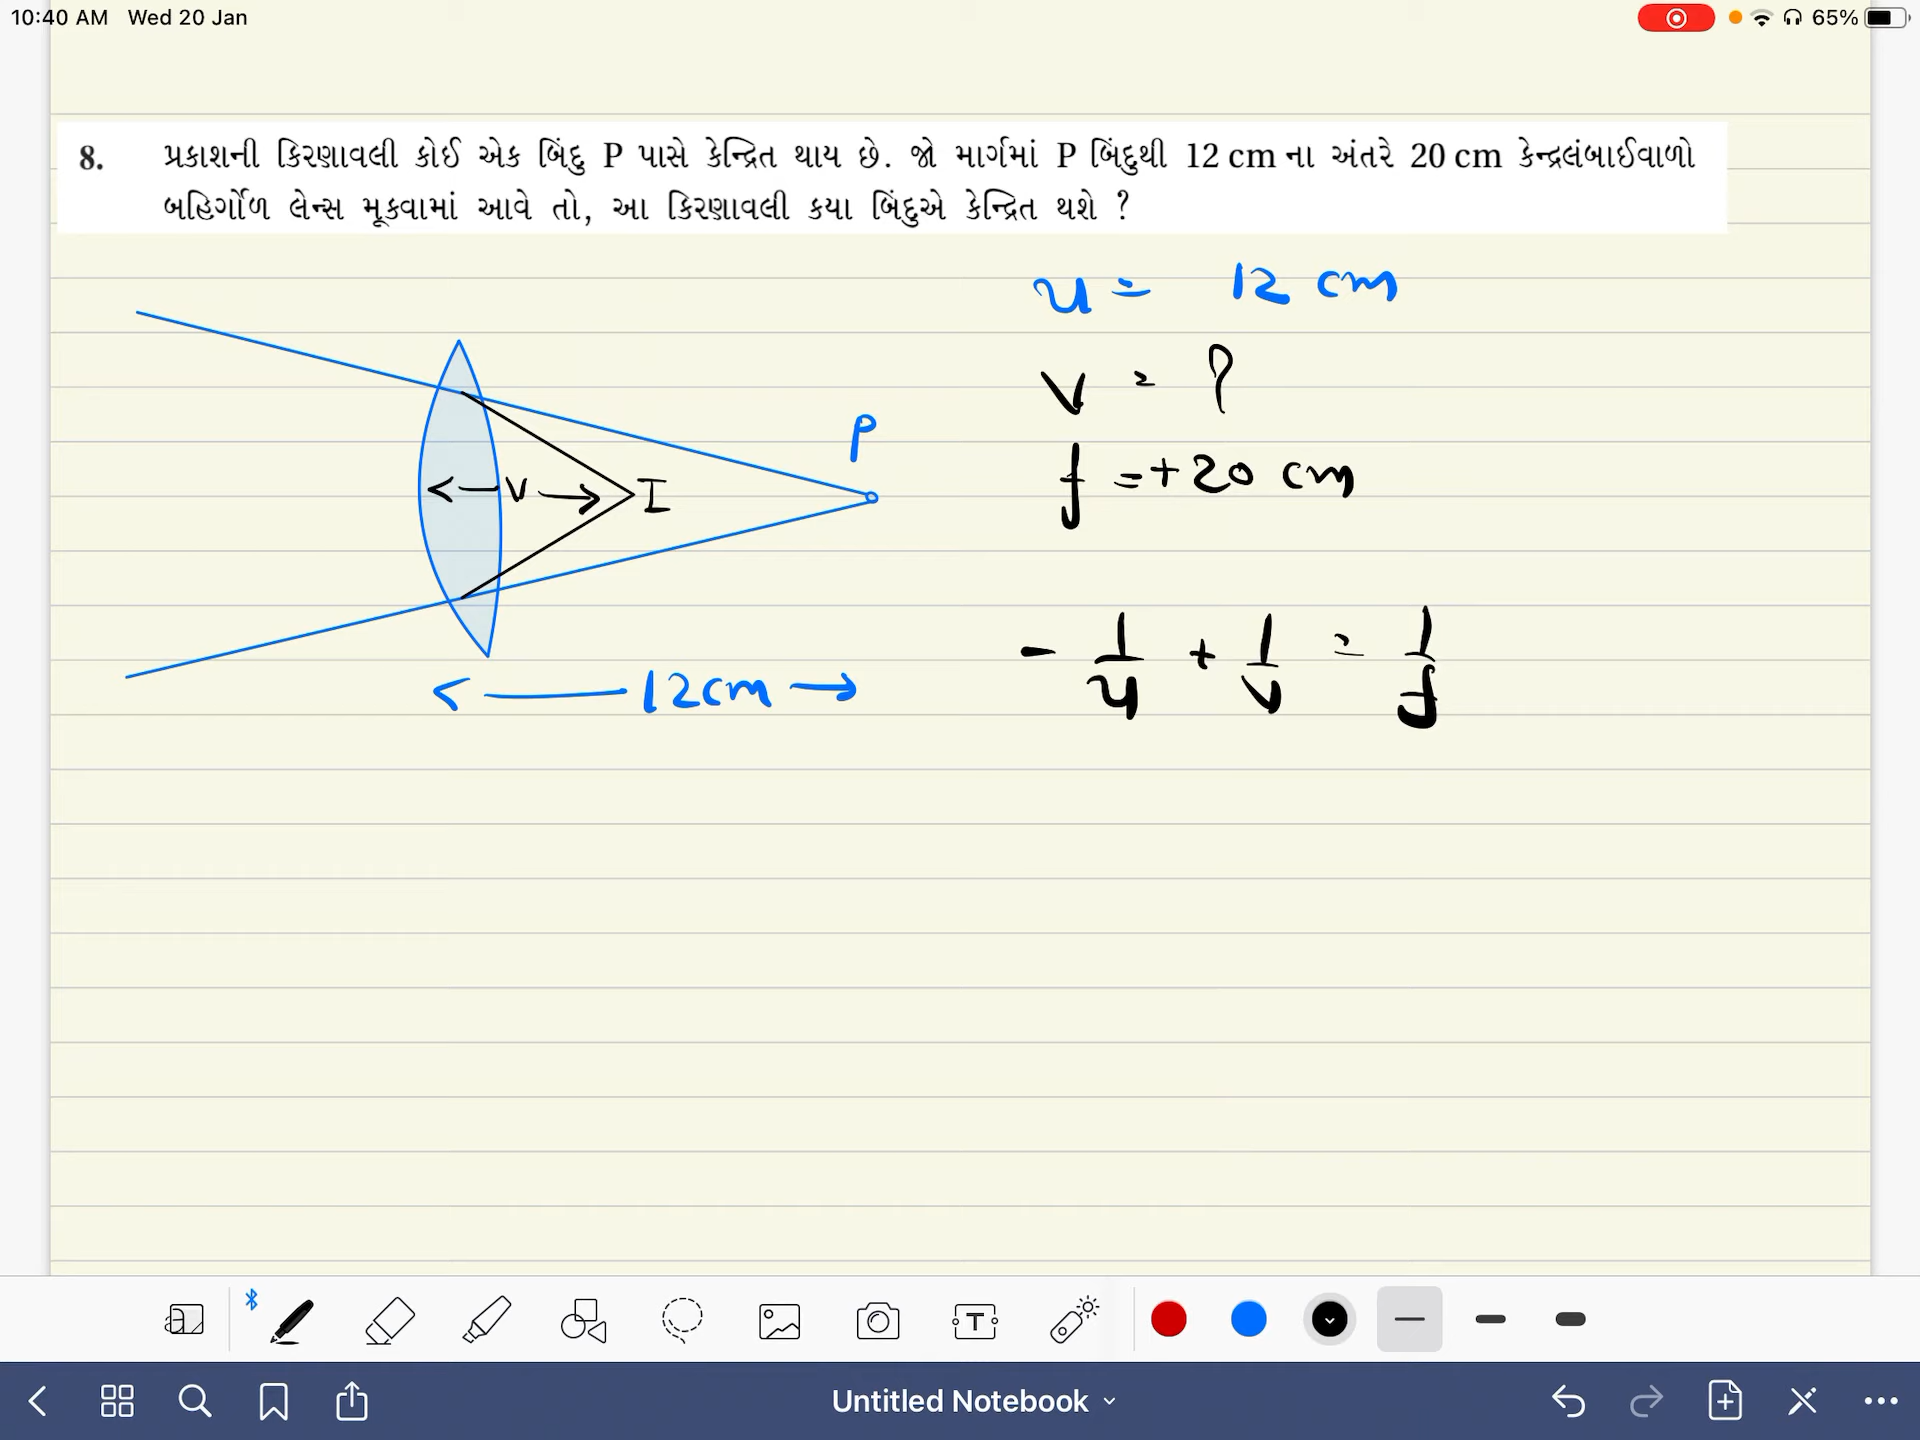 10:40 AM Wed 20 Jan
65%
8. પ્રકાશની કિરણાવલી કોઈ એક બિંદુ P પાસે કેન્દ્રિત થાય છે. જો માર્ગમાં P બિંદુથી 12 cm ના અંતરે 20 cm કેન્દ્રલંબાઈવાળો
બહિર્ગોળ લેન્સ મૂકવામાં આવે તો, આ કિરણાવલી કયા બિંદુએ કેન્દ્રિત થશે ?
u = 12 cm
v = ?
f = +20 cm
P
v
I
12cm
- 1/u + 1/v = 1/f
Untitled Notebook